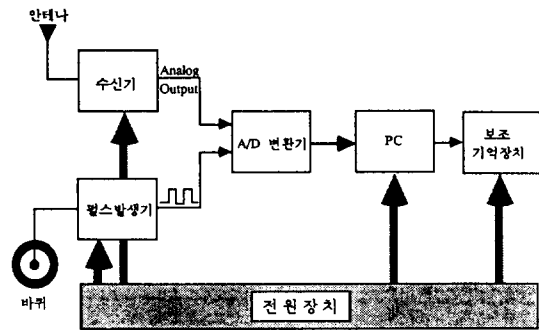 안테나
수신기
Analog
Output
A/D 변환기
PC
보조
기억장치
펄스발생기
바퀴
전원장치